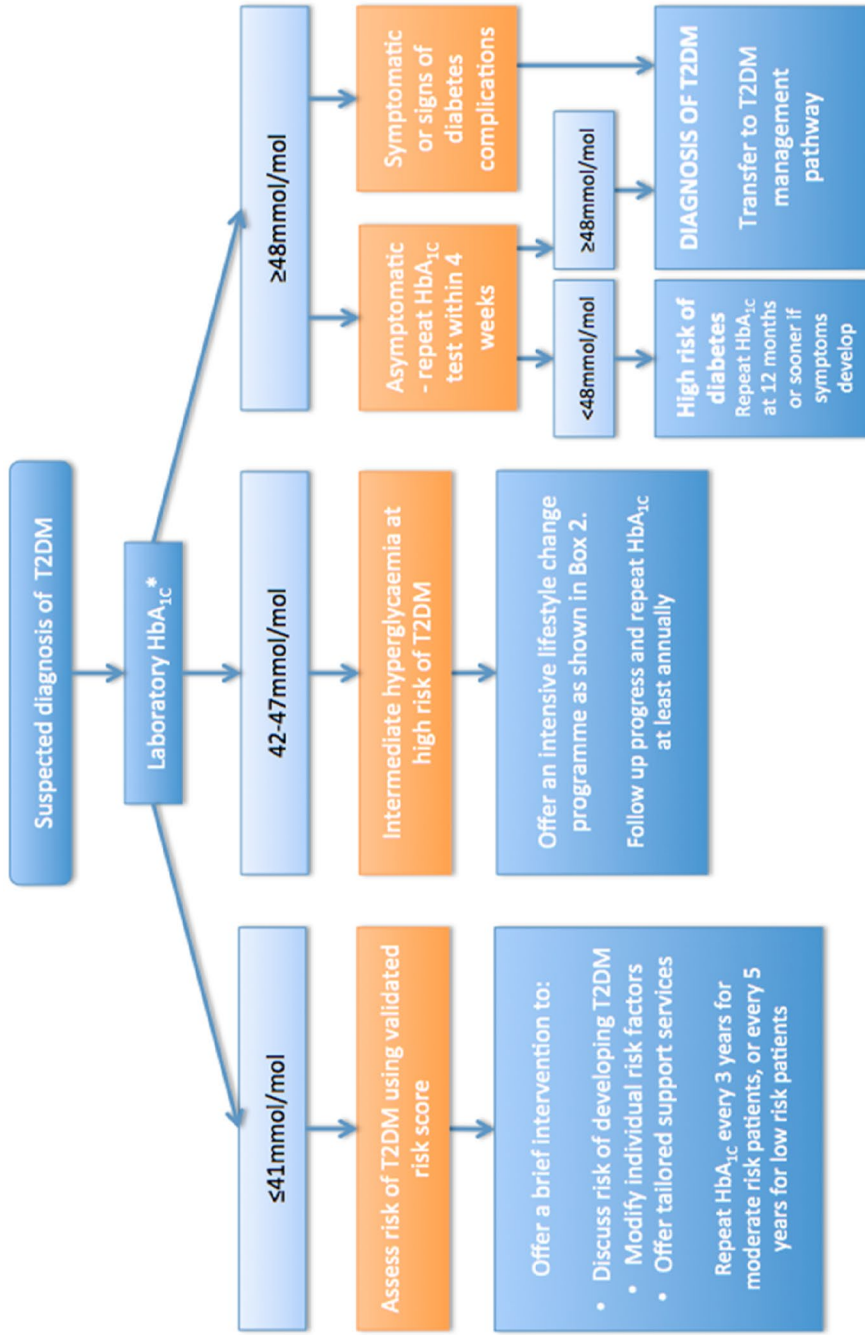 Suspected diagnosis of T2DM
Laboratory HbA1C*
≤41mmol/mol
Assess risk of T2DM using validated
risk score
Offer a brief intervention to:
• Discuss risk of developing T2DM
• Modify individual risk factors
• Offer tailored support services
Repeat HbA1C every 3 years for
moderate risk patients, or every 5
years for low risk patients
42-47mmol/mol
Intermediate hyperglycaemia at
high risk of T2DM
Offer an intensive lifestyle change
programme as shown in Box 2.
Follow up progress and repeat HbA1C
at least annually
≥48mmol/mol
Asymptomatic
- repeat HbA1C
test within 4
weeks
Symptomatic
or signs of
diabetes
complications
<48mmol/mol
≥48mmol/mol
High risk of
diabetes
Repeat HbA1C
at 12 months
or sooner if
symptoms
develop
DIAGNOSIS OF T2DM
Transfer to T2DM
management
pathway